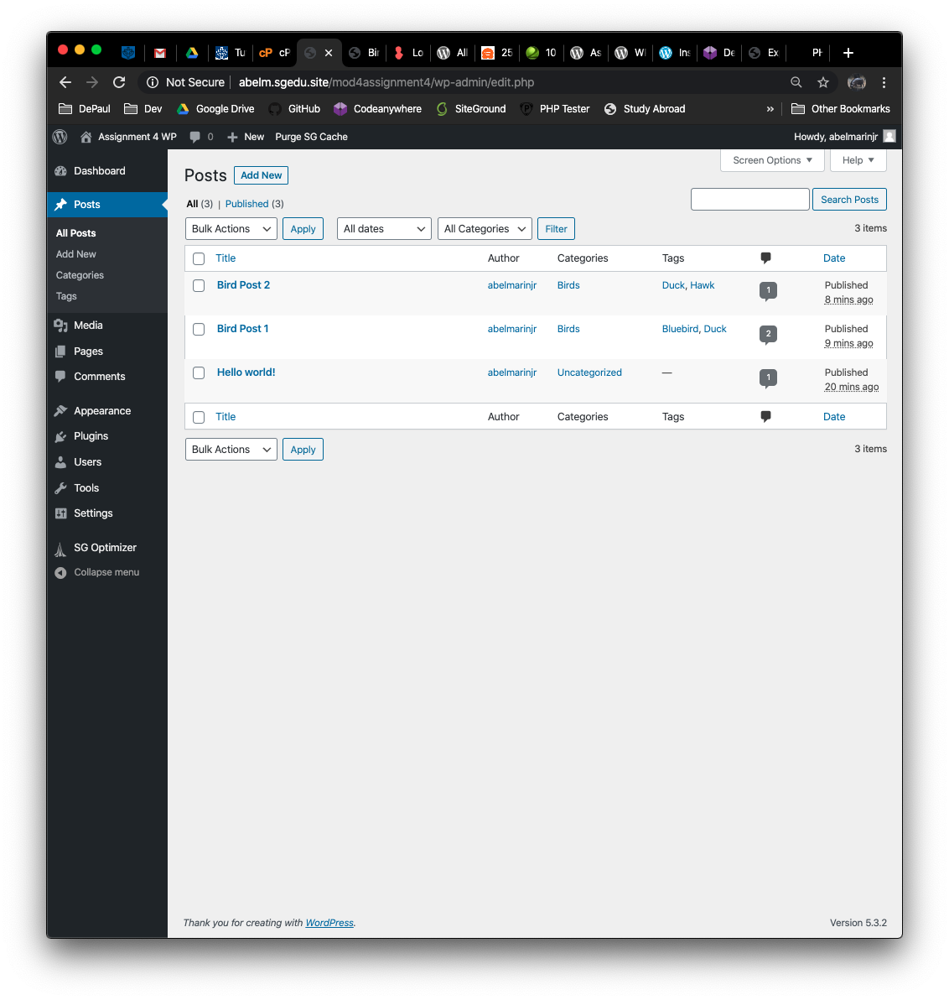 Tu cP cP Bir Lo All 25 10 As Wl Ins De Ex PH
Not Secure abelm.sgedu.site/mod4assignment4/wp-admin/edit.php
DePaul Dev Google Drive GitHub Codeanywhere SiteGround PHP Tester Study Abroad » Other Bookmarks
Assignment 4 WP 0 New Purge SG Cache Howdy, abelmarinjr
Screen Options Help
Dashboard
Posts
All Posts
Add New
Categories
Tags
Media
Pages
Comments
Appearance
Plugins
Users
Tools
Settings
SG Optimizer
Collapse menu
Posts Add New
All (3) | Published (3)
Search Posts
Bulk Actions Apply All dates All Categories Filter 3 items
Title Author Categories Tags Date
Bird Post 2 abelmarinjr Birds Duck, Hawk 1 Published
8 mins ago
Bird Post 1 abelmarinjr Birds Bluebird, Duck 2 Published
9 mins ago
Hello world! abelmarinjr Uncategorized — 1 Published
20 mins ago
Title Author Categories Tags Date
Bulk Actions Apply 3 items
Thank you for creating with WordPress. Version 5.3.2